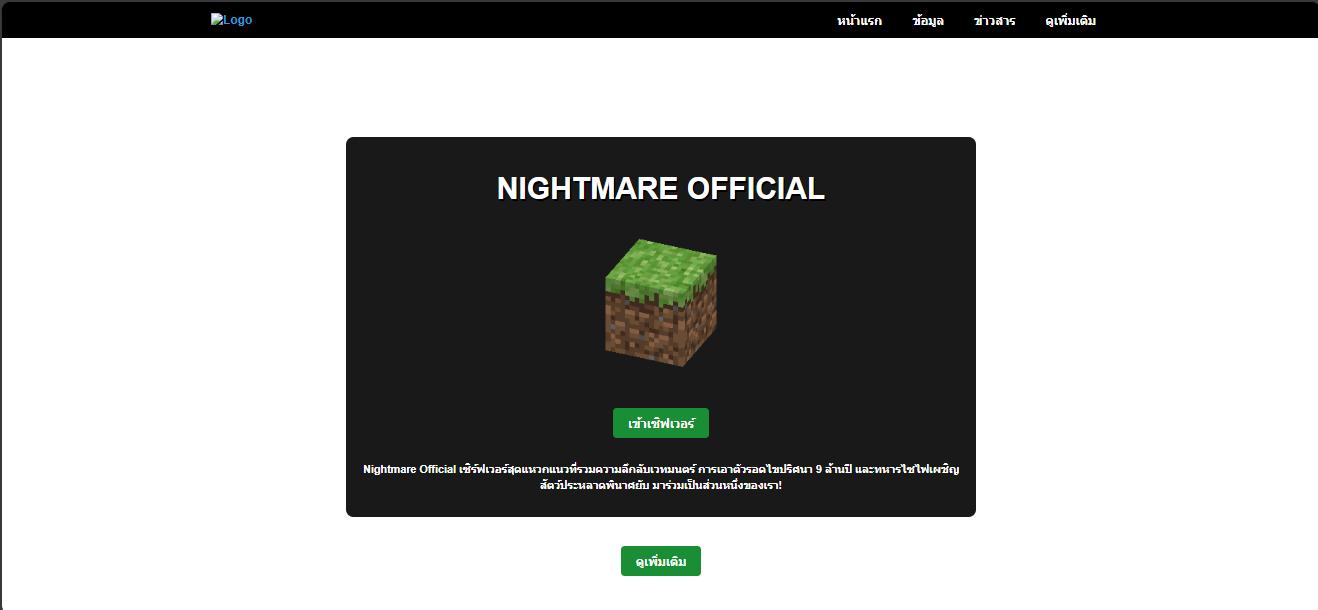 Logo
หน้าแรก ข้อมูล ข่าวสาร ดูเพิ่มเติม
NIGHTMARE OFFICIAL
เข้าเซิฟเวอร์
Nightmare Official เซิร์ฟเวอร์สุดแหวกแนวที่รวมความลึกลับเวทมนตร์ การเอาตัวรอดไขปริศนา 9 ล้านปี และทหารไซไฟเผชิญ
สัตว์ประหลาดพินาศยับ มาร่วมเป็นส่วนหนึ่งของเรา!
ดูเพิ่มเติม